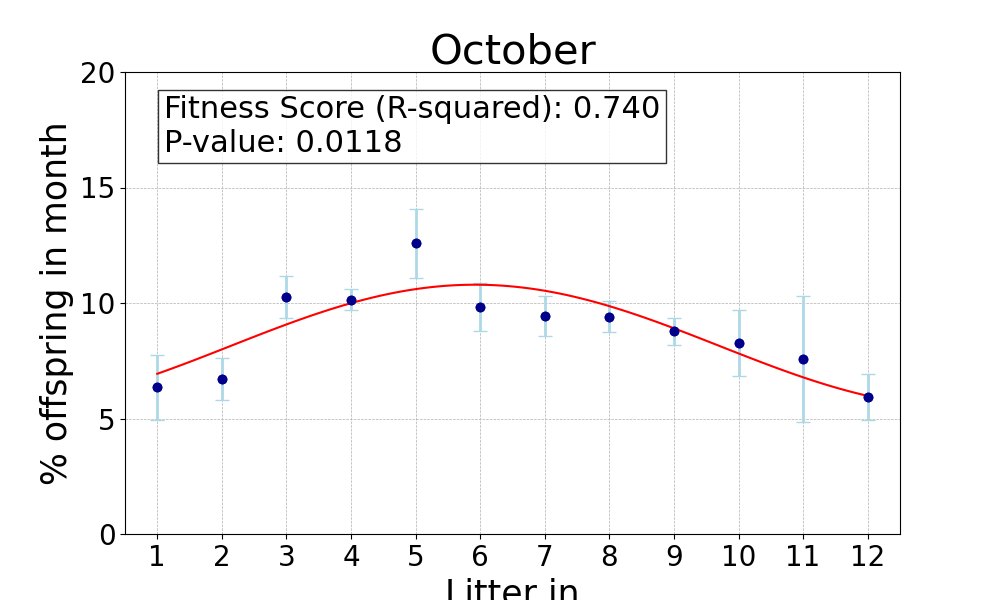 October
Fitness Score (R-squared): 0.740
P-value: 0.0118
% offspring in month
20
15
10
5
0
1 2 3 4 5 6 7 8 9 10 11 12
Litter in